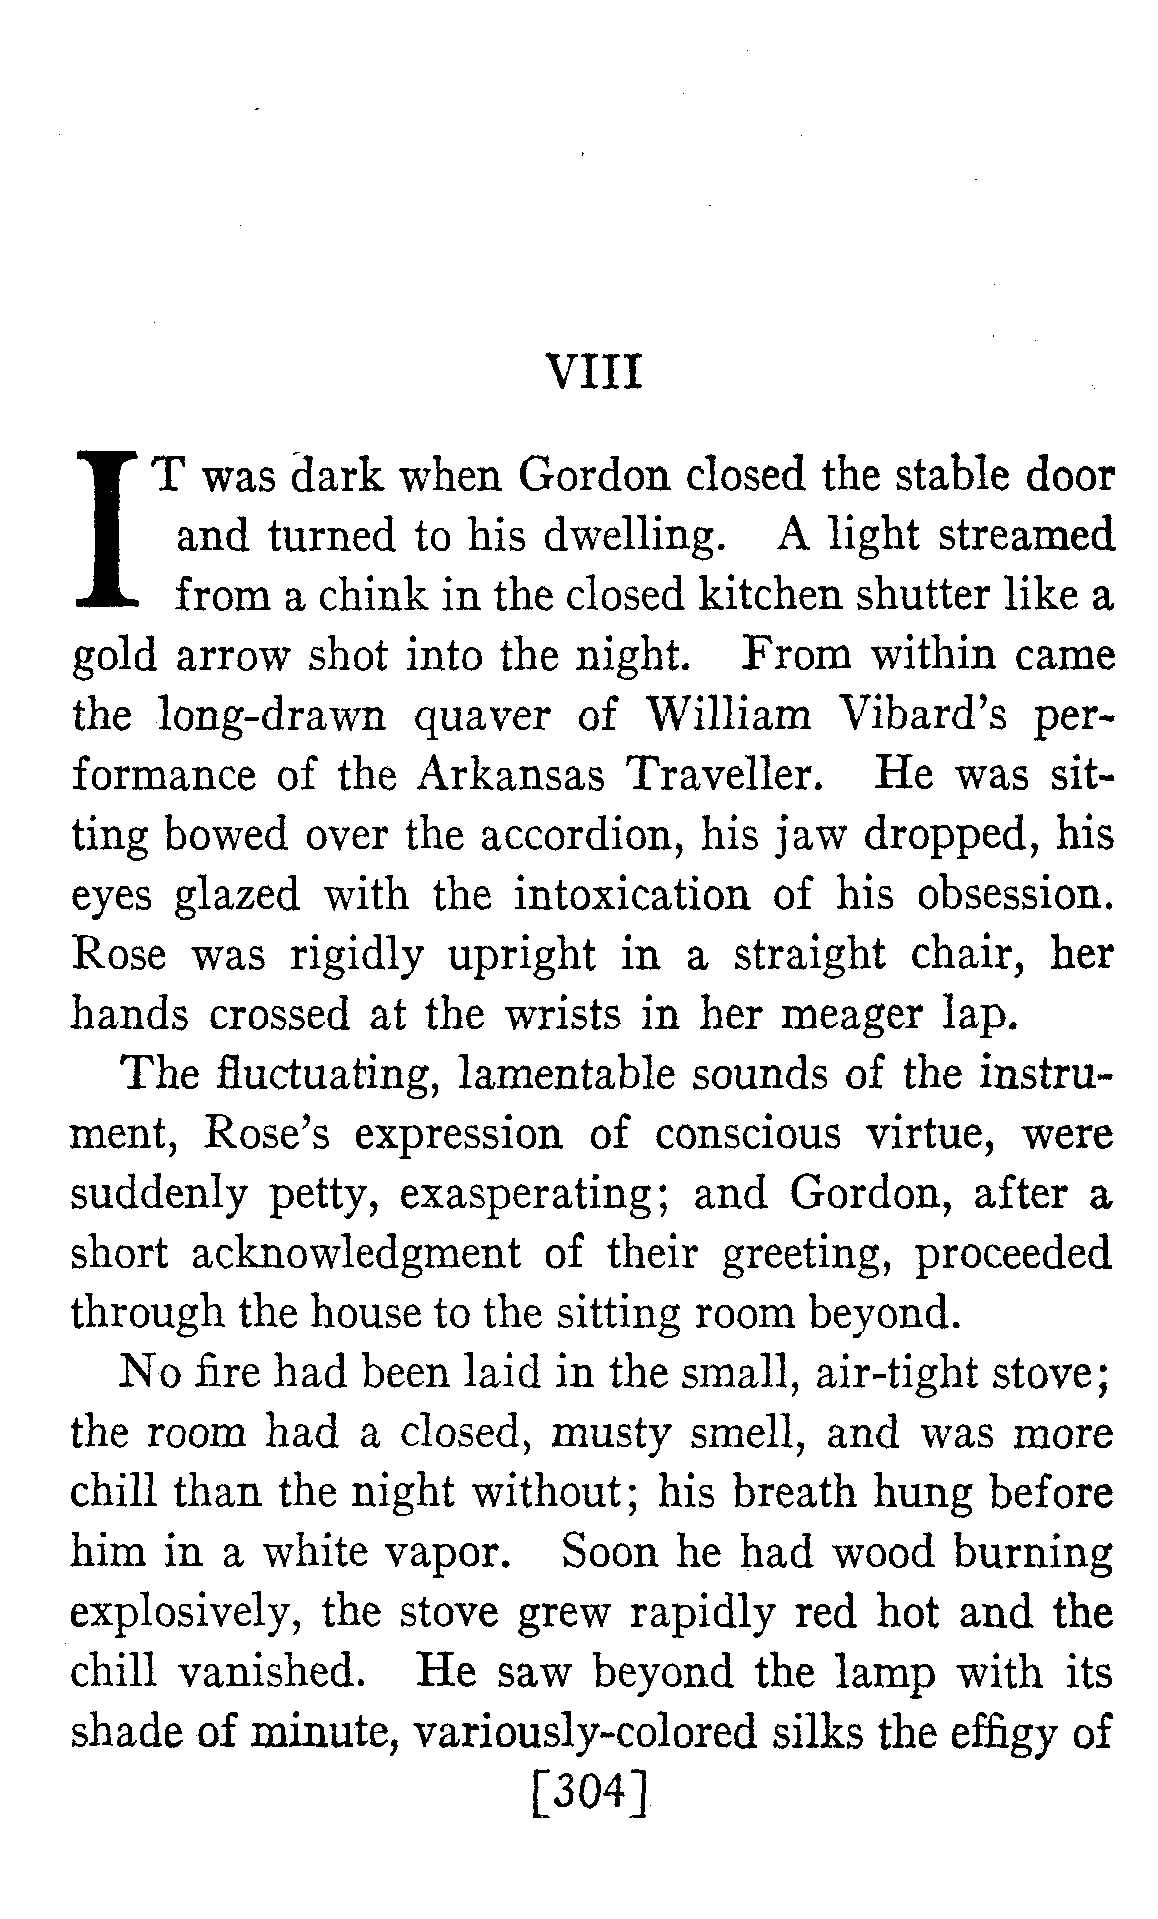 VIII
IT was dark when Gordon closed the stable door
and turned to his dwelling. A light streamed
from a chink in the closed kitchen shutter like a
gold arrow shot into the night. From within came
the long-drawn quaver of William Vibard's per-
formance of the Arkansas Traveller. He was sit-
ting bowed over the accordion, his jaw dropped, his
eyes glazed with the intoxication of his obsession.
Rose was rigidly upright in a straight chair, her
hands crossed at the wrists in her meager lap.
The fluctuating, lamentable sounds of the instru-
ment, Rose's expression of conscious virtue, were
suddenly petty, exasperating; and Gordon, after a
short acknowledgment of their greeting, proceeded
through the house to the sitting room beyond.
No fire had been laid in the small, air-tight stove;
the room had a closed, musty smell, and was more
chill than the night without; his breath hung before
him in a white vapor. Soon he had wood burning
explosively, the stove grew rapidly red hot and the
chill vanished. He saw beyond the lamp with its
shade of minute, variously-colored silks the effigy of
[304]